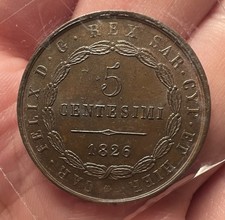 CAR. FELIX D. G. REX SAR. CYP. ET HIER.
5
CENTESIMI
1826